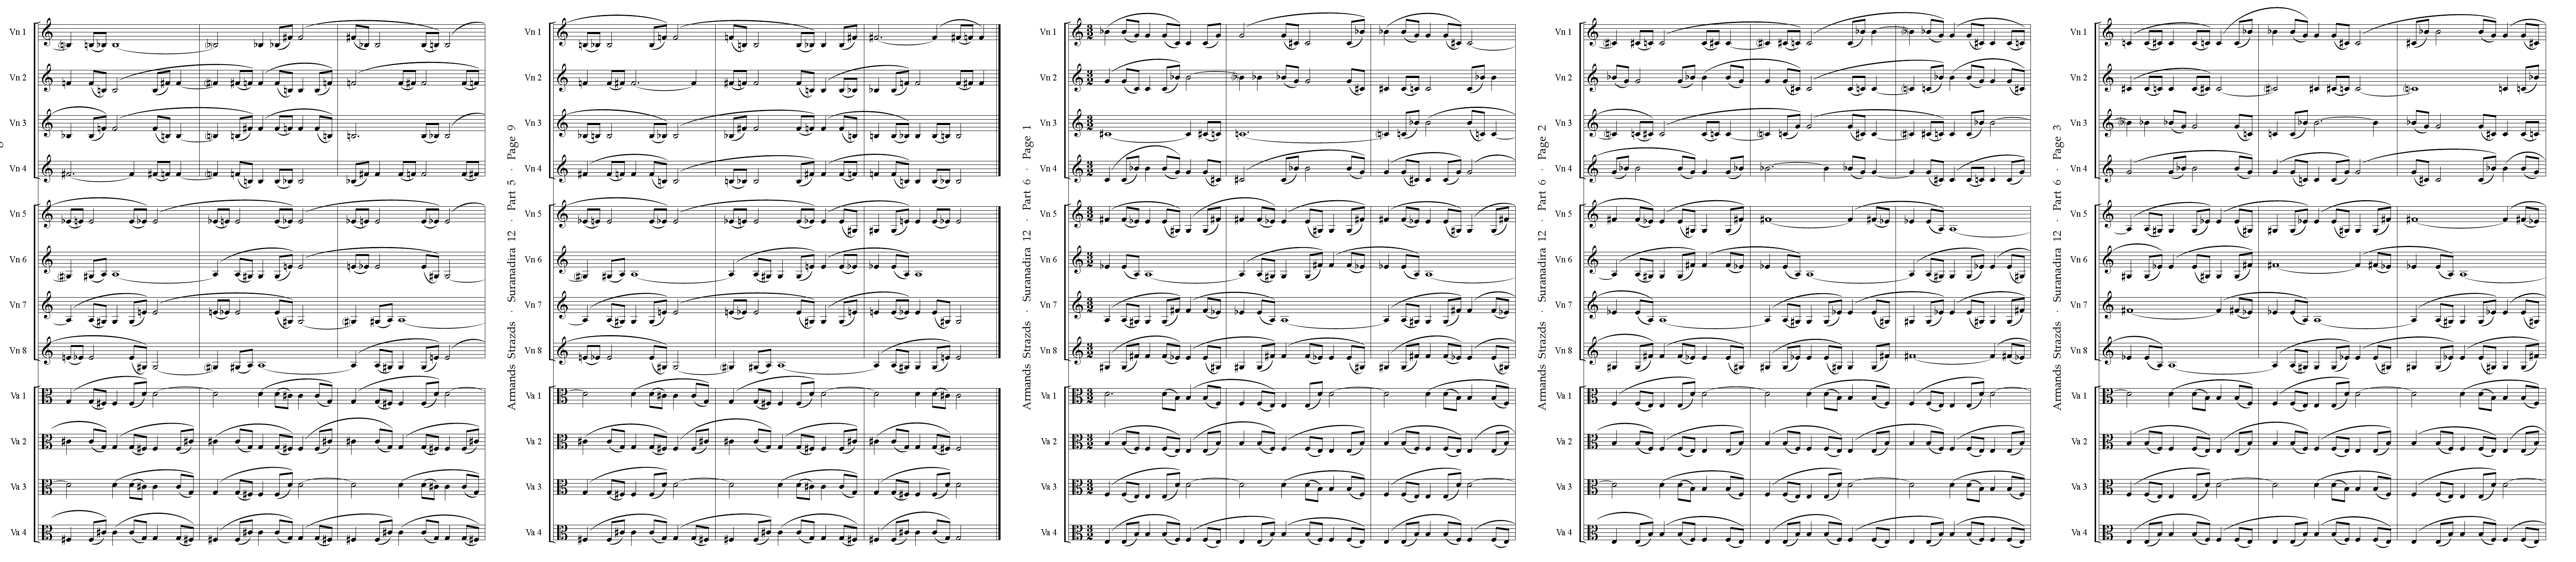 Vn 1
Vn 2
Vn 3
Vn 4
Vn 5
Vn 6
Vn 7
Vn 8
Va 1
Va 2
Va 3
Va 4
Armands Strazds · Suranadira 12 · Part 5 · Page 9
Vn 1
Vn 2
Vn 3
Vn 4
Vn 5
Vn 6
Vn 7
Vn 8
Va 1
Va 2
Va 3
Va 4
Armands Strazds · Suranadira 12 · Part 6 · Page 1
Vn 1
Vn 2
Vn 3
Vn 4
Vn 5
Vn 6
Vn 7
Vn 8
Va 1
Va 2
Va 3
Va 4
Armands Strazds · Suranadira 12 · Part 6 · Page 2
Vn 1
Vn 2
Vn 3
Vn 4
Vn 5
Vn 6
Vn 7
Vn 8
Va 1
Va 2
Va 3
Va 4
Armands Strazds · Suranadira 12 · Part 6 · Page 3
Vn 1
Vn 2
Vn 3
Vn 4
Vn 5
Vn 6
Vn 7
Vn 8
Va 1
Va 2
Va 3
Va 4